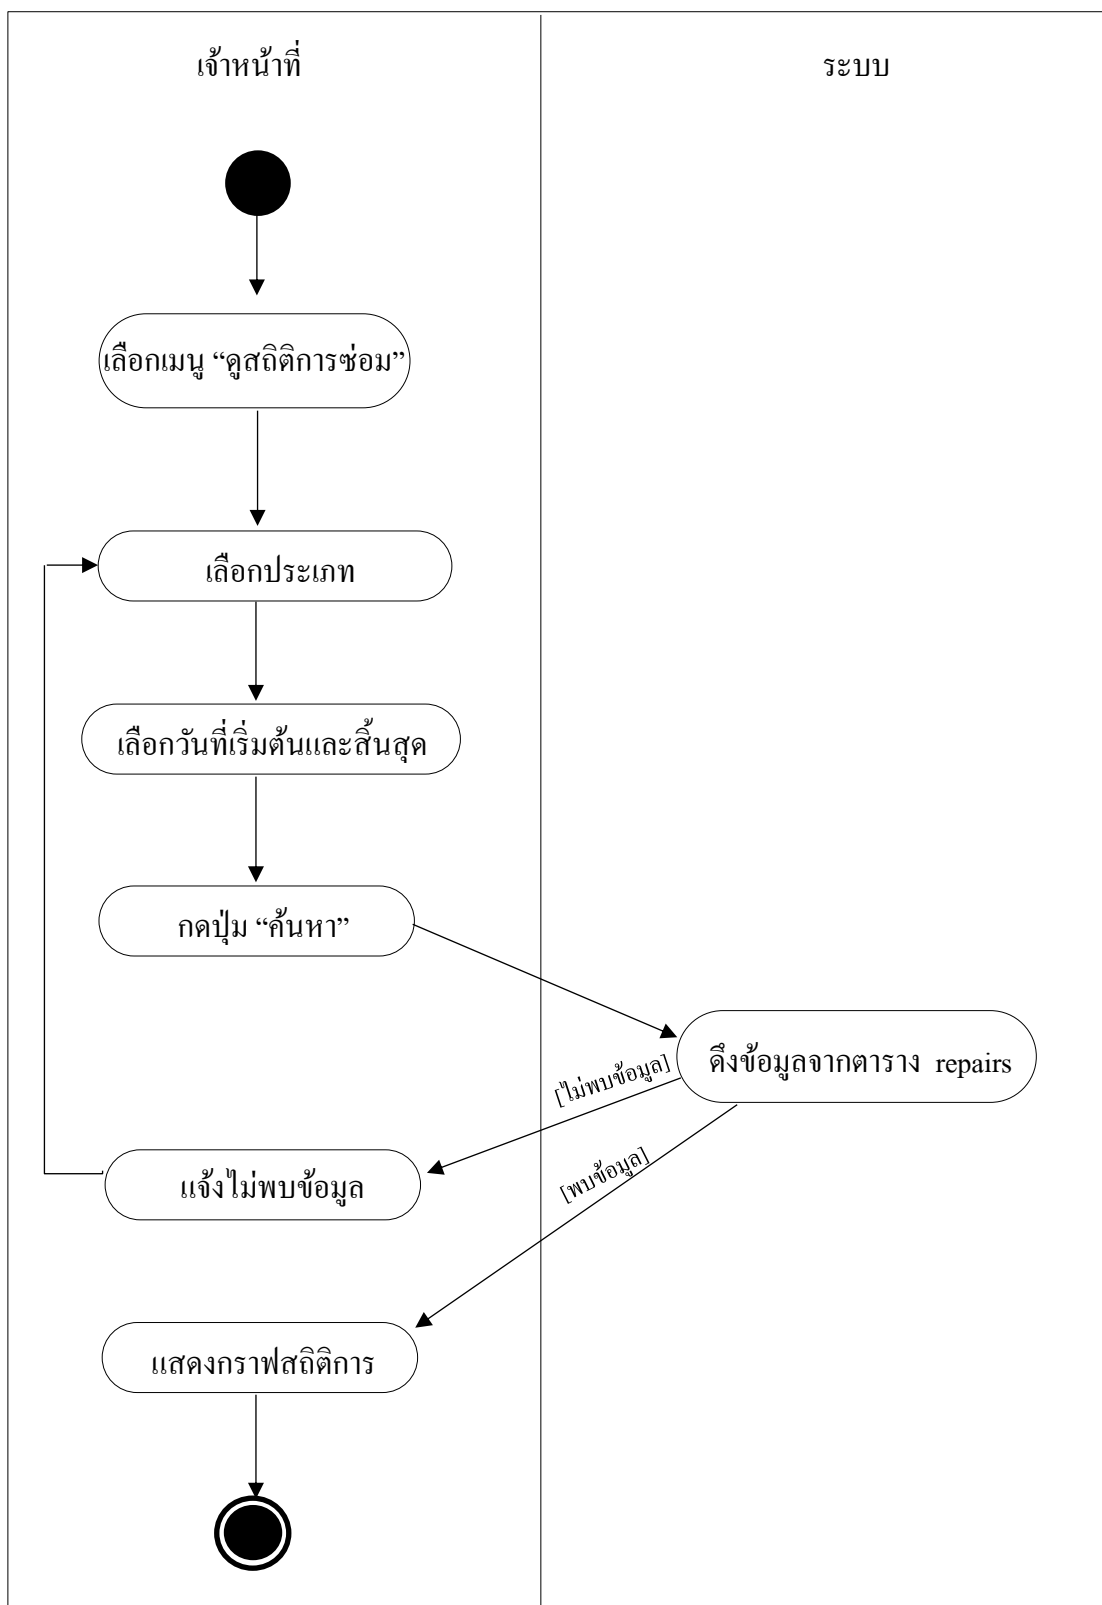 เจ้าหน้าที่
ระบบ
เลือกเมนู “ดูสถิติการซ่อม”
เลือกประเภท
เลือกวันที่เริ่มต้นและสิ้นสุด
กดปุ่ม “ค้นหา”
ดึงข้อมูลจากตาราง repairs
[ไม่พบข้อมูล]
[พบข้อมูล]
แจ้งไม่พบข้อมูล
แสดงกราฟสถิติการ